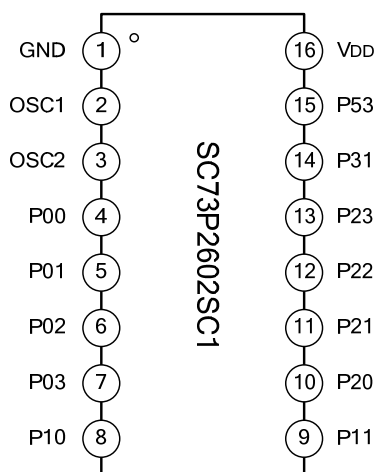 GND 1 16 VDD
OSC1 2 15 P53
OSC2 3 14 P31
P00 4 13 P23
P01 5 12 P22
P02 6 11 P21
P03 7 10 P20
P10 8 9 P11
SC73P2602SC1